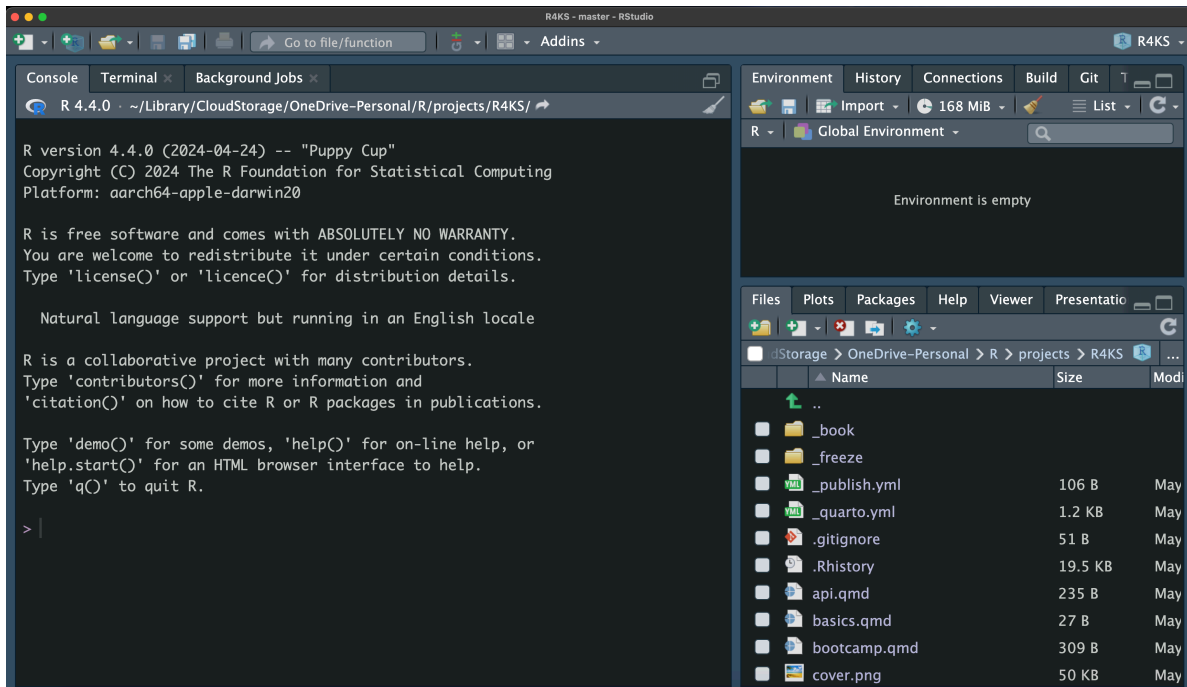 R4KS - master - RStudio
Go to file/function
Addins
R4KS
Console Terminal Background Jobs
R 4.4.0 · ~/Library/CloudStorage/OneDrive-Personal/R/projects/R4KS/
R version 4.4.0 (2024-04-24) -- "Puppy Cup"
Copyright (C) 2024 The R Foundation for Statistical Computing
Platform: aarch64-apple-darwin20
R is free software and comes with ABSOLUTELY NO WARRANTY.
You are welcome to redistribute it under certain conditions.
Type 'license()' or 'licence()' for distribution details.
Natural language support but running in an English locale
R is a collaborative project with many contributors.
Type 'contributors()' for more information and
'citation()' on how to cite R or R packages in publications.
Type 'demo()' for some demos, 'help()' for on-line help, or
'help.start()' for an HTML browser interface to help.
Type 'q()' to quit R.
>
Environment History Connections Build Git T
Import 168 MiB List
R Global Environment
Environment is empty
Files Plots Packages Help Viewer Presentatio
dStorage > OneDrive-Personal > R > projects > R4KS ...
Name Size Modi
..
_book
_freeze
_publish.yml 106 B May
_quarto.yml 1.2 KB May
.gitignore 51 B May
.Rhistory 19.5 KB May
api.qmd 235 B May
basics.qmd 27 B May
bootcamp.qmd 309 B May
cover.png 50 KB May